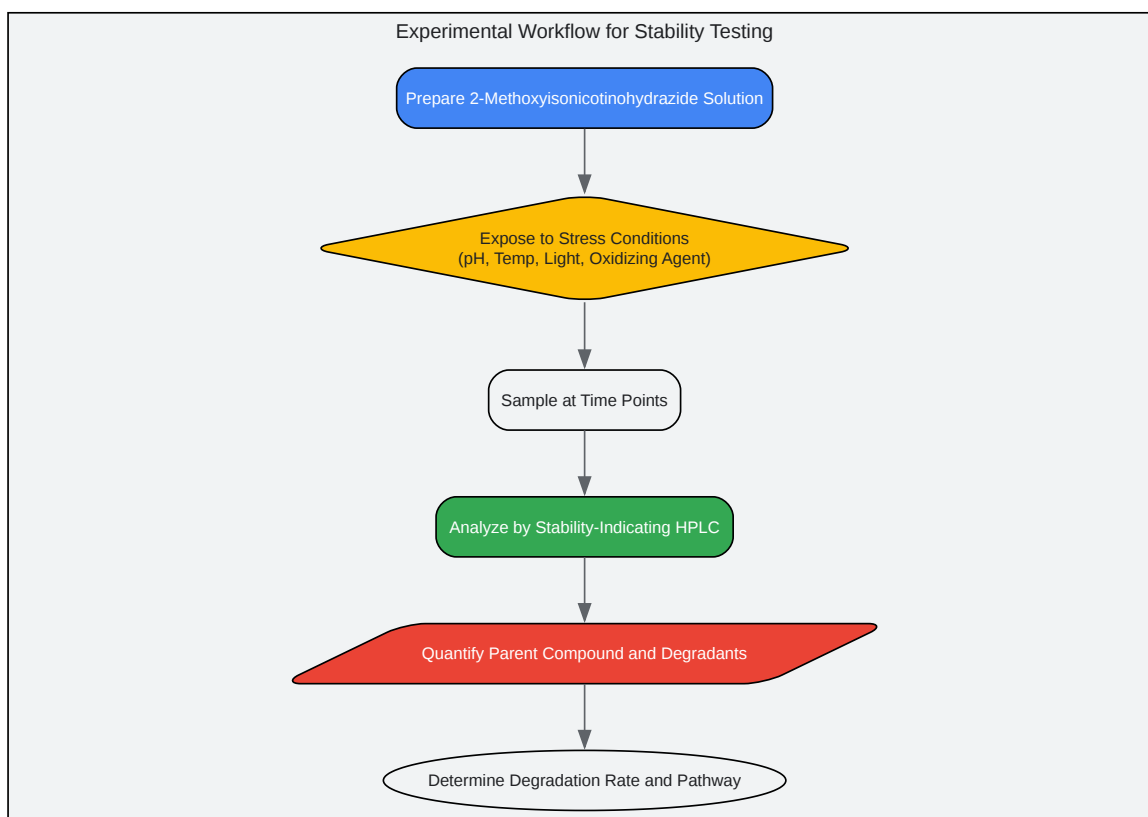 Experimental Workflow for Stability Testing
Prepare 2-Methoxyisonicotinohydrazide Solution
Expose to Stress Conditions
(pH, Temp, Light, Oxidizing Agent)
Sample at Time Points
Analyze by Stability-Indicating HPLC
Quantify Parent Compound and Degradants
Determine Degradation Rate and Pathway